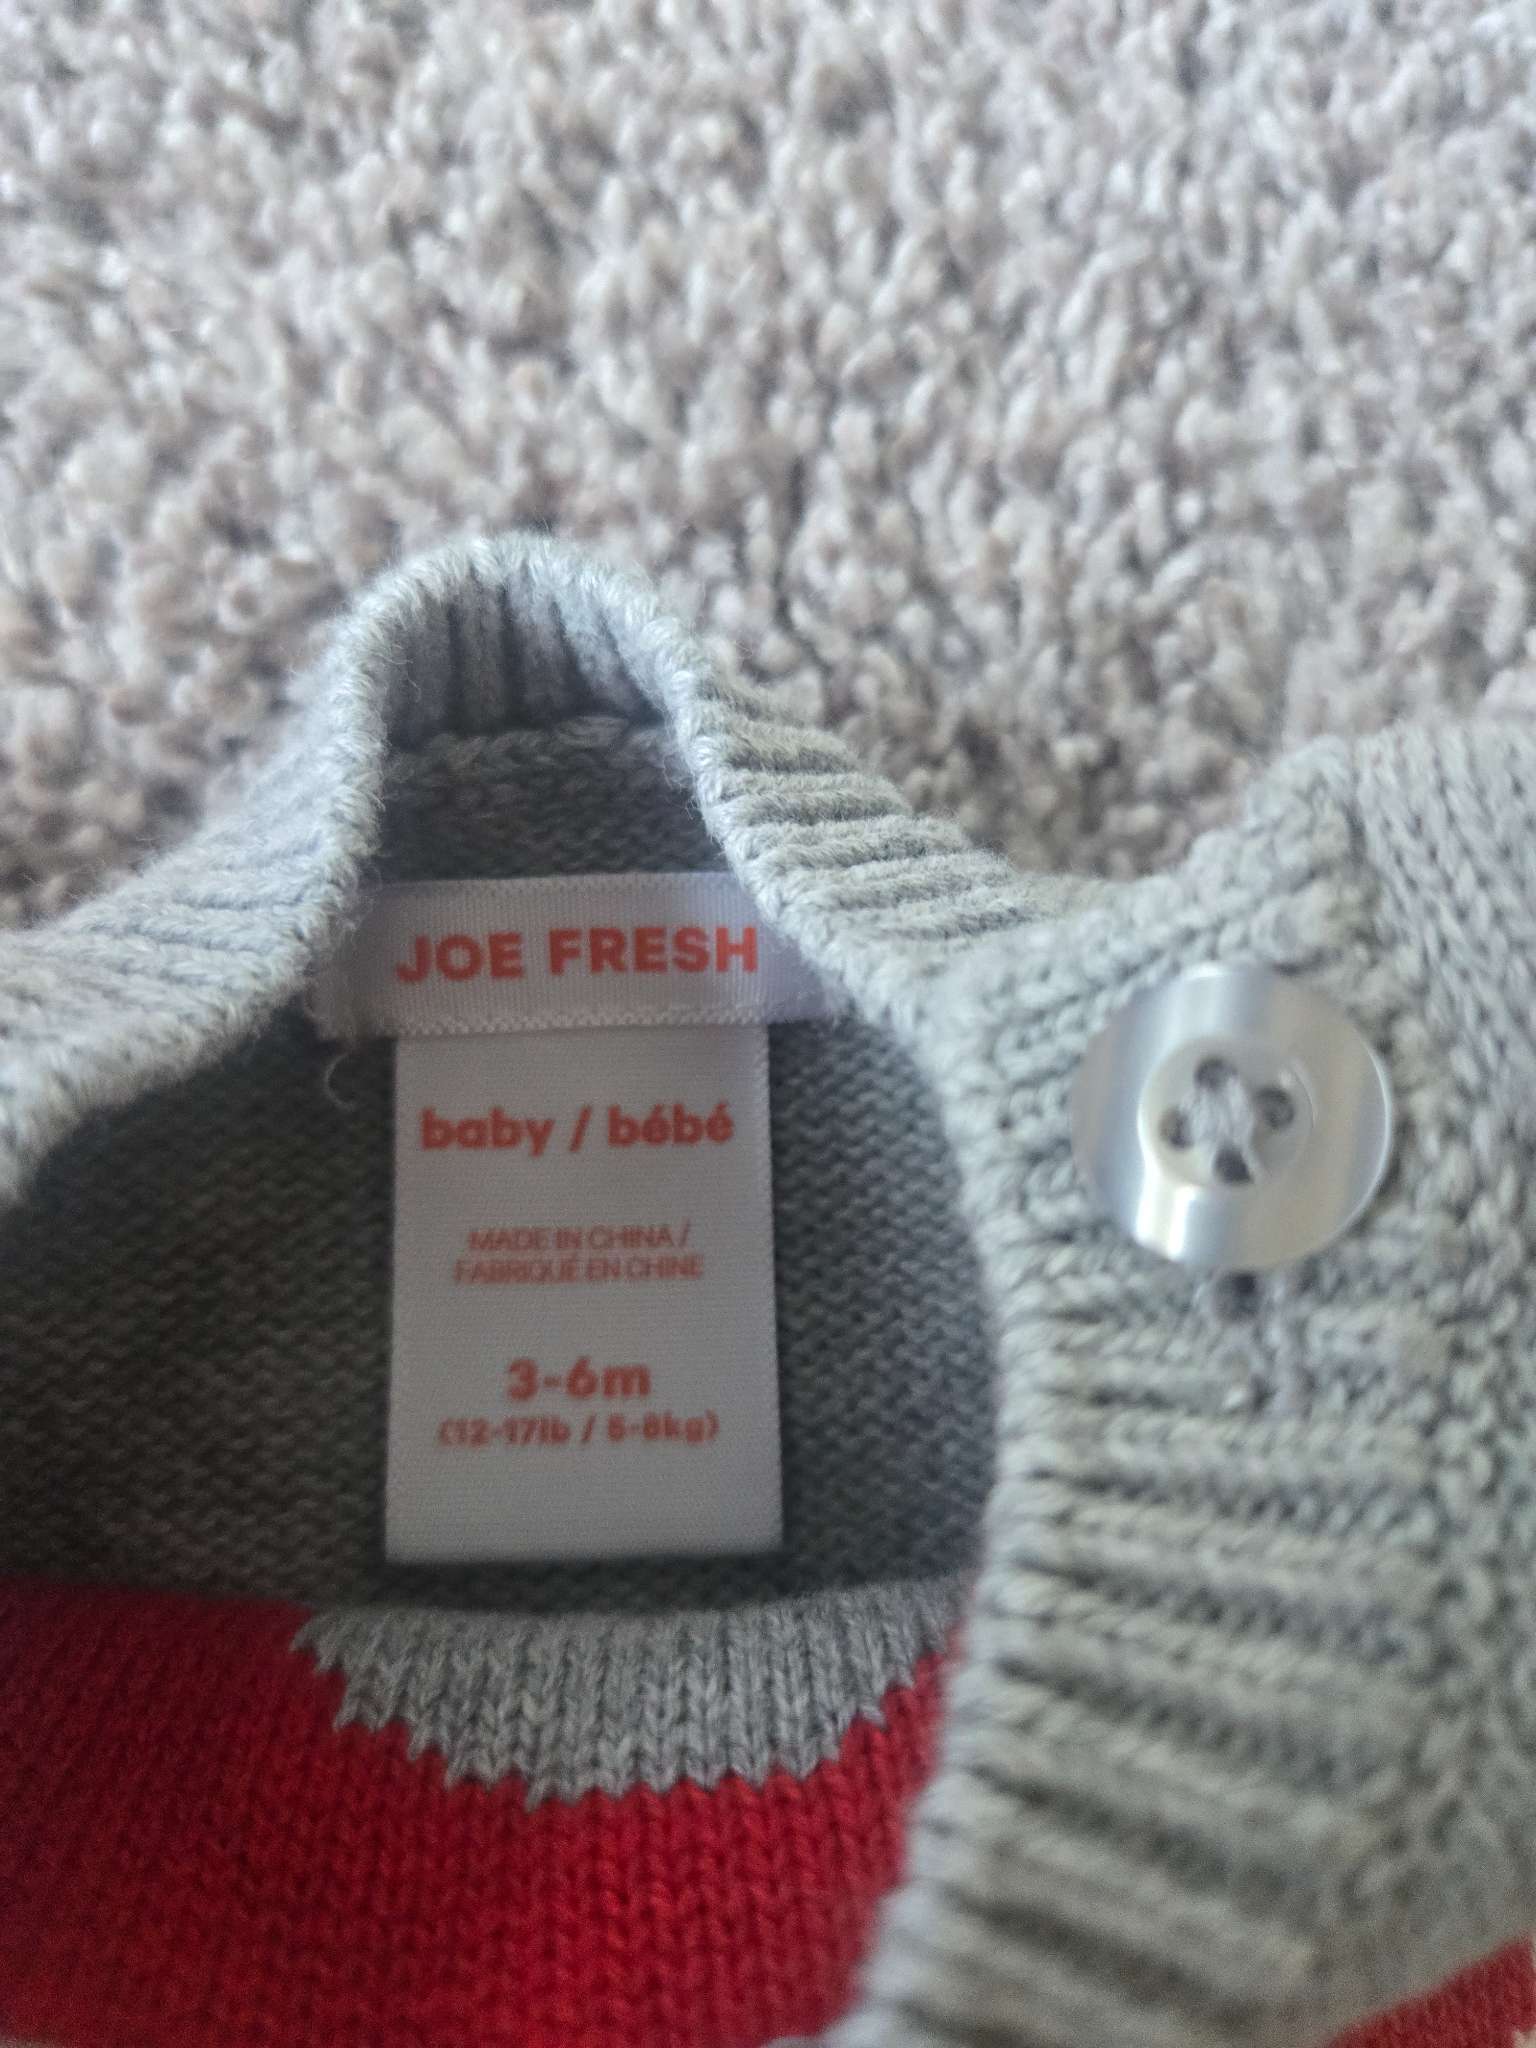 JOE FRESH
baby / bébé
MADE IN CHINA /
FABRIQUÉ EN CHINE
3-6m
(12-17lb / 5-8kg)